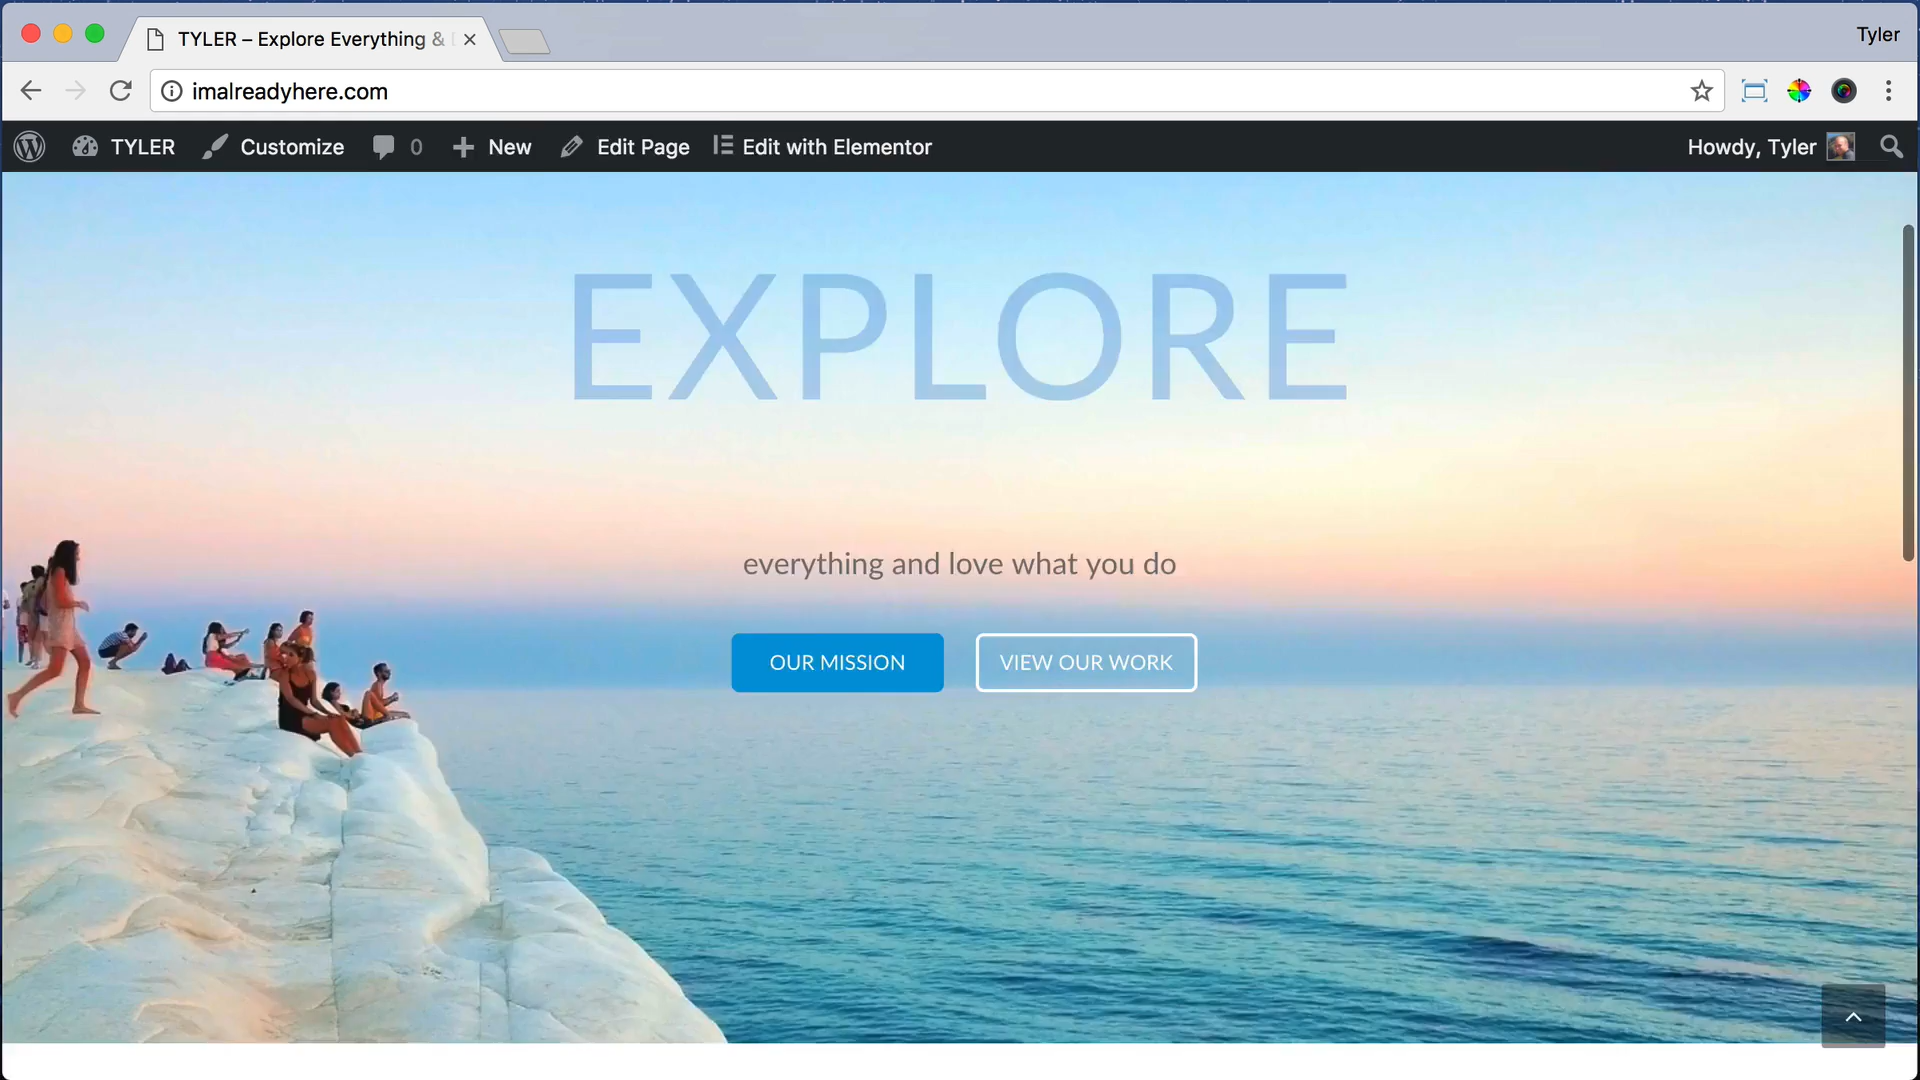 TYLER – Explore Everything &
Tyler
imalreadyhere.com
TYLER Customize 0 New Edit Page Edit with Elementor Howdy, Tyler
EXPLORE
everything and love what you do
OUR MISSION VIEW OUR WORK